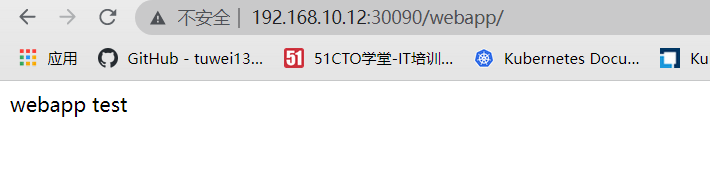 不安全 | 192.168.10.12:30090/webapp/
应用 GitHub - tuwei13... 51 51CTO学堂-IT培训... Kubernetes Docu... Ku
webapp test